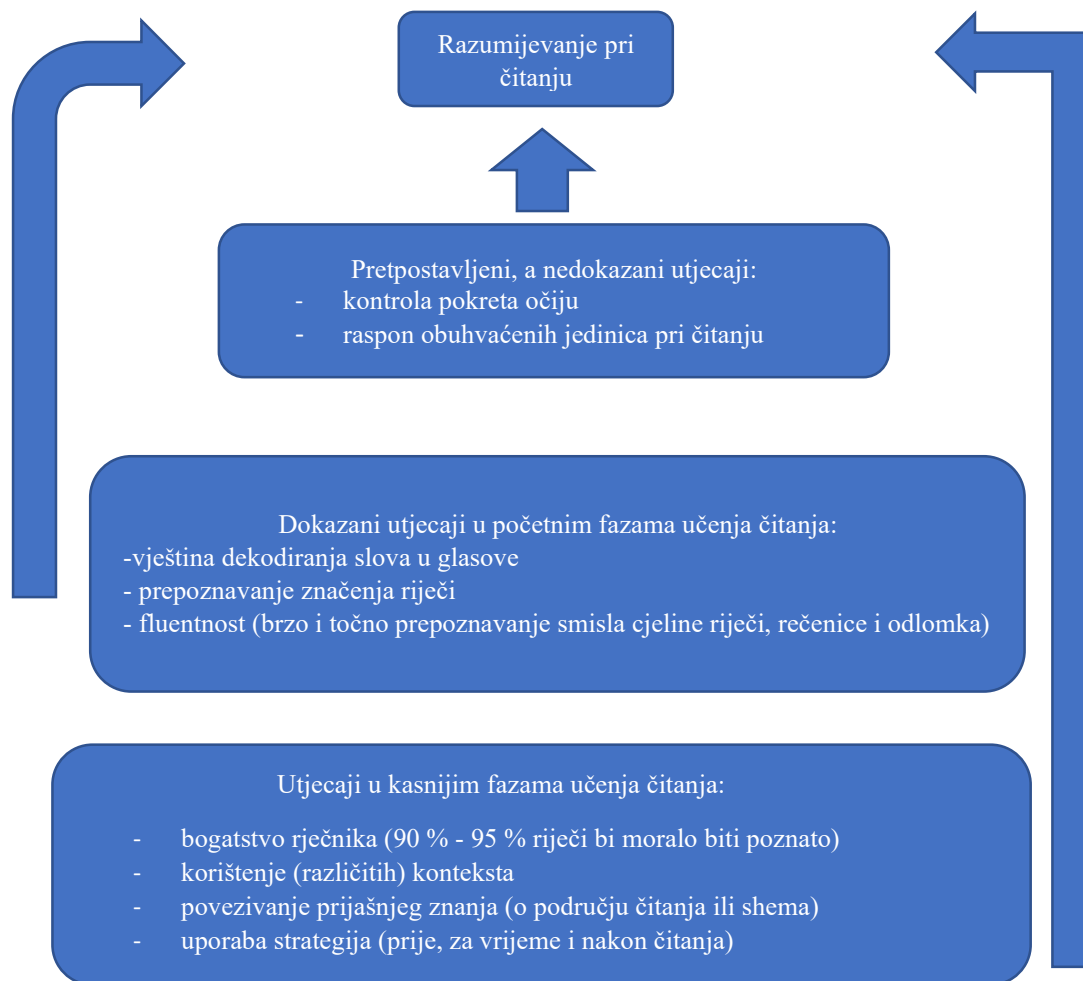 Razumijevanje pri
čitanju
Pretpostavljeni, a nedokazani utjecaji:
- kontrola pokreta očiju
- raspon obuhvaćenih jedinica pri čitanju
Dokazani utjecaji u početnim fazama učenja čitanja:
-vještina dekodiranja slova u glasove
- prepoznavanje značenja riječi
- fluentnost (brzo i točno prepoznavanje smisla cjeline riječi, rečenice i odlomka)
Utjecaji u kasnijim fazama učenja čitanja:
- bogatstvo rječnika (90 % - 95 % riječi bi moralo biti poznato)
- korištenje (različitih) konteksta
- povezivanje prijašnjeg znanja (o području čitanja ili shema)
- uporaba strategija (prije, za vrijeme i nakon čitanja)